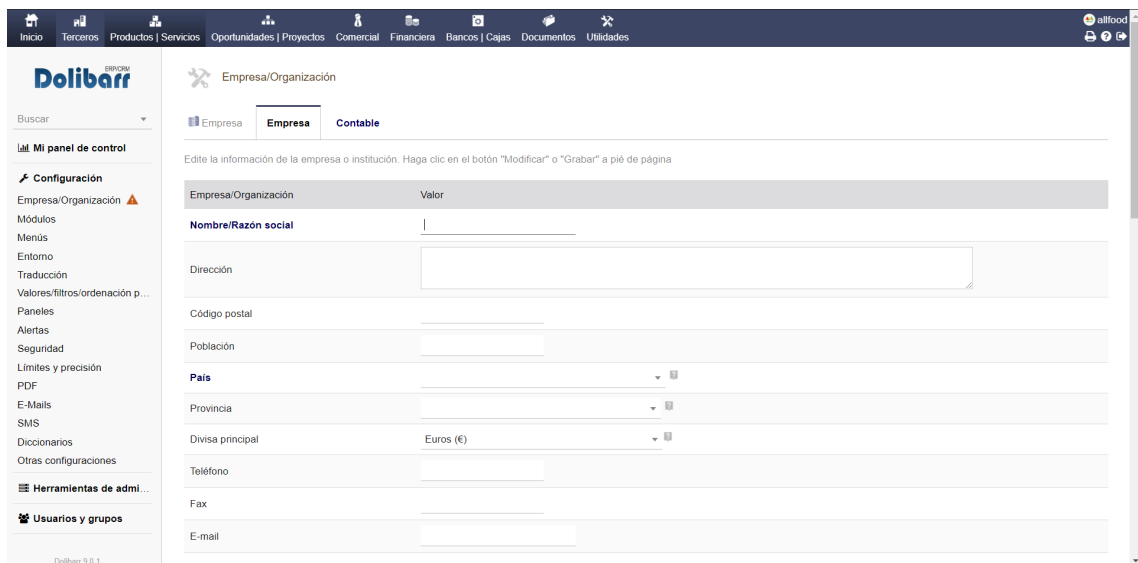 Inicio Terceros Productos | Servicios Oportunidades | Proyectos Comercial Financiera Bancos | Cajas Documentos Utilidades allfood
Dolibarr ERP/CRM
Buscar
Mi panel de control
Configuración
Empresa/Organización
Módulos
Menús
Entorno
Traducción
Valores/filtros/ordenación p...
Paneles
Alertas
Seguridad
Límites y precisión
PDF
E-Mails
SMS
Diccionarios
Otras configuraciones
Herramientas de admi...
Usuarios y grupos
Dolibarr 9.0.1
Empresa/Organización
Empresa Empresa Contable
Edite la información de la empresa o institución. Haga clic en el botón "Modificar" o "Grabar" a pié de página
Empresa/Organización Valor
Nombre/Razón social
Dirección
Código postal
Población
País
Provincia
Divisa principal Euros (€)
Teléfono
Fax
E-mail